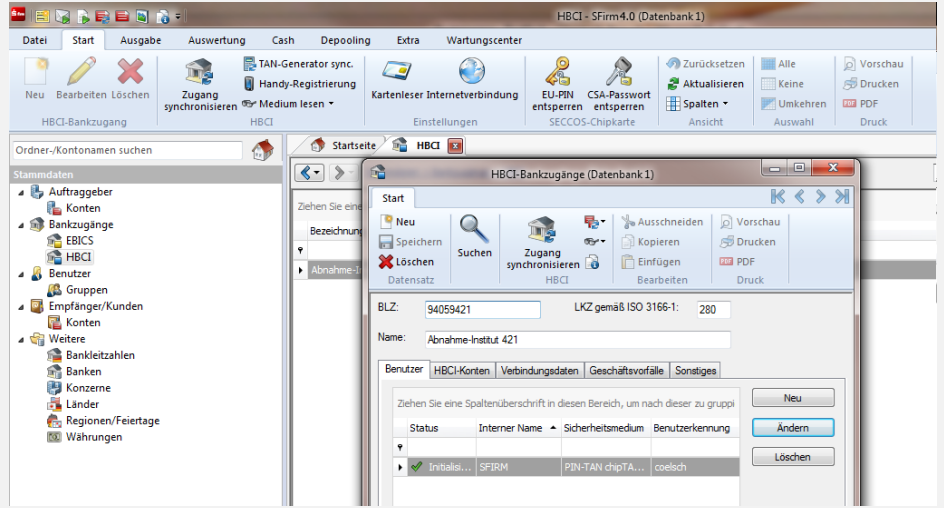 HBCI - SFirm4.0 (Datenbank 1)
Datei Start Ausgabe Auswertung Cash Depooling Extra Wartungscenter
Neu Bearbeiten Löschen
HBCI-Bankzugang
Zugang synchronisieren
TAN-Generator sync.
Handy-Registrierung
Medium lesen
HBCI
Kartenleser Internetverbindung
Einstellungen
EU-PIN entsperren
CSA-Passwort entsperren
SECCOS-Chipkarte
Zurücksetzen
Aktualisieren
Spalten
Ansicht
Alle
Keine
Umkehren
Auswahl
Vorschau
Drucken
PDF
Druck
Ordner-/Kontonamen suchen
Stammdaten
Auftraggeber
Konten
Bankzugänge
EBICS
HBCI
Benutzer
Gruppen
Empfänger/Kunden
Konten
Weitere
Bankleitzahlen
Banken
Konzerne
Länder
Regionen/Feiertage
Währungen
Startseite HBCI
Ziehen Sie eine
Bezeichnung
Abnahme-I
HBCI-Bankzugänge (Datenbank 1)
Start
Neu
Speichern
Löschen
Datensatz
Suchen
Zugang synchronisieren
HBCI
Ausschneiden
Kopieren
Einfügen
Bearbeiten
Vorschau
Drucken
PDF
Druck
BLZ: 94059421 LKZ gemäß ISO 3166-1: 280
Name: Abnahme-Institut 421
Benutzer HBCI-Konten Verbindungsdaten Geschäftsvorfälle Sonstiges
Ziehen Sie eine Spaltenüberschrift in diesen Bereich, um nach dieser zu gruppi
Status Interner Name Sicherheitsmedium Benutzerkennung
Initialisi... SFIRM PIN-TAN chipTA... coelsch
Neu
Ändern
Löschen